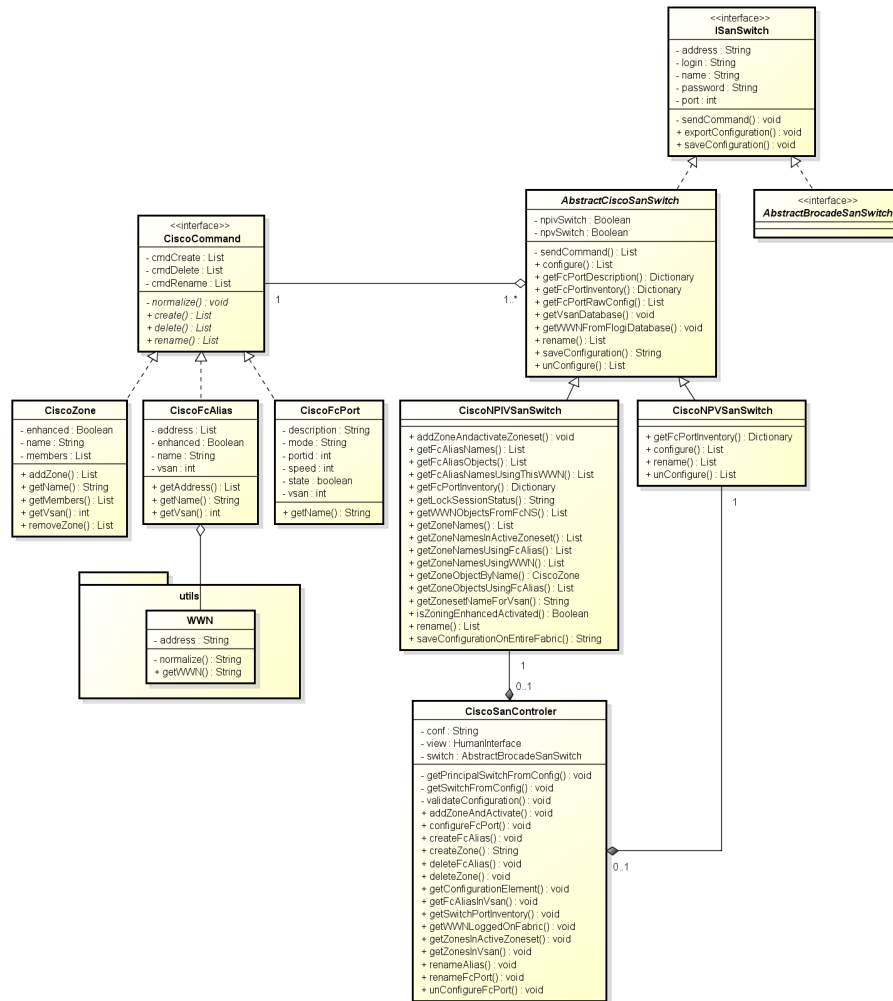 <<interface>>
ISanSwitch
- address : String
- login : String
- name : String
- password : String
- port : int
- sendCommand() : void
+ exportConfiguration() : void
+ saveConfiguration() : void
AbstractCiscoSanSwitch
- npivSwitch : Boolean
- npvSwitch : Boolean
- sendCommand() : List
+ configure() : List
+ getFcPortDescription() : Dictionary
+ getFcPortInventory() : Dictionary
+ getFcPortRawConfig() : List
+ getVsanDatabase() : void
+ getWWNFromFlogiDatabase() : void
+ rename() : List
+ saveConfiguration() : String
+ unConfigure() : List
<<interface>>
AbstractBrocadeSanSwitch
<<interface>>
CiscoCommand
- cmdCreate : List
- cmdDelete : List
- cmdRename : List
- normalize() : void
+ create() : List
+ delete() : List
+ rename() : List
1
1..*
CiscoZone
- enhanced : Boolean
- name : String
- members : List
+ addZone() : List
+ getName() : String
+ getMembers() : List
+ getVsan() : int
+ removeZone() : List
CiscoFcAlias
- address : List
- enhanced : Boolean
- name : String
- vsan : int
+ getAddress() : List
+ getName() : String
+ getVsan() : int
CiscoFcPort
- description : String
- mode : String
- portid : int
- speed : int
- state : boolean
- vsan : int
+ getName() : String
CiscoNPIVSanSwitch
+ addZoneAndactivateZoneset() : void
+ getFcAliasNames() : List
+ getFcAliasObjects() : List
+ getFcAliasNamesUsingThisWWN() : List
+ getFcPortInventory() : Dictionary
+ getLockSessionStatus() : String
+ getWWNObjectsFromFcNS() : List
+ getZoneNames() : List
+ getZoneNamesInActiveZoneset() : List
+ getZoneNamesUsingFcAlias() : List
+ getZoneNamesUsingWWN() : List
+ getZoneObjectByName() : CiscoZone
+ getZoneObjectsUsingFcAlias() : List
+ getZonesetNameForVsan() : String
+ isZoningEnhancedActivated() : Boolean
+ rename() : List
+ saveConfigurationOnEntireFabric() : String
CiscoNPVSanSwitch
+ getFcPortInventory() : Dictionary
+ configure() : List
+ rename() : List
+ unConfigure() : List
1
utils
WWN
- address : String
- normalize() : String
+ getWWN() : String
1
0..1
CiscoSanControler
- conf : String
- view : HumanInterface
- switch : AbstractBrocadeSanSwitch
- getPrincipalSwitchFromConfig() : void
- getSwitchFromConfig() : void
- validateConfiguration() : void
+ addZoneAndActivate() : void
+ configureFcPort() : void
+ createFcAlias() : void
+ createZone() : String
+ deleteFcAlias() : void
+ deleteZone() : void
+ getConfigurationElement() : void
+ getFcAliasInVsan() : void
+ getSwitchPortInventory() : void
+ getWWNLoggedOnFabric() : void
+ getZonesInActiveZoneset() : void
+ getZonesInVsan() : void
+ renameAlias() : void
+ renameFcPort() : void
+ unConfigureFcPort() : void
0..1